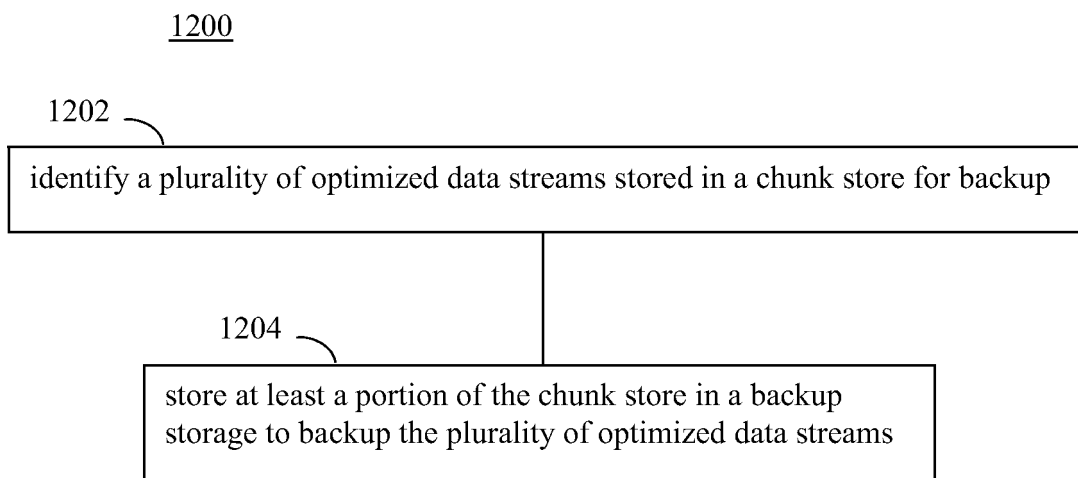 1200
1202
identify a plurality of optimized data streams stored in a chunk store for backup
1204
store at least a portion of the chunk store in a backup
storage to backup the plurality of optimized data streams